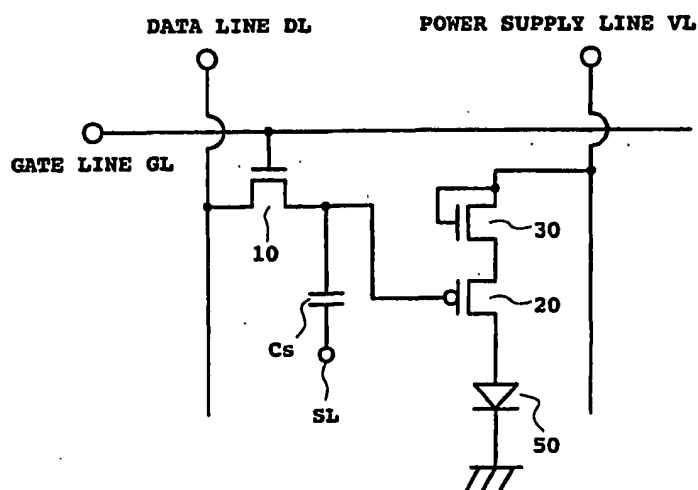 DATA LINE DL
POWER SUPPLY LINE VL
GATE LINE GL
10
30
20
Cs
SL
50